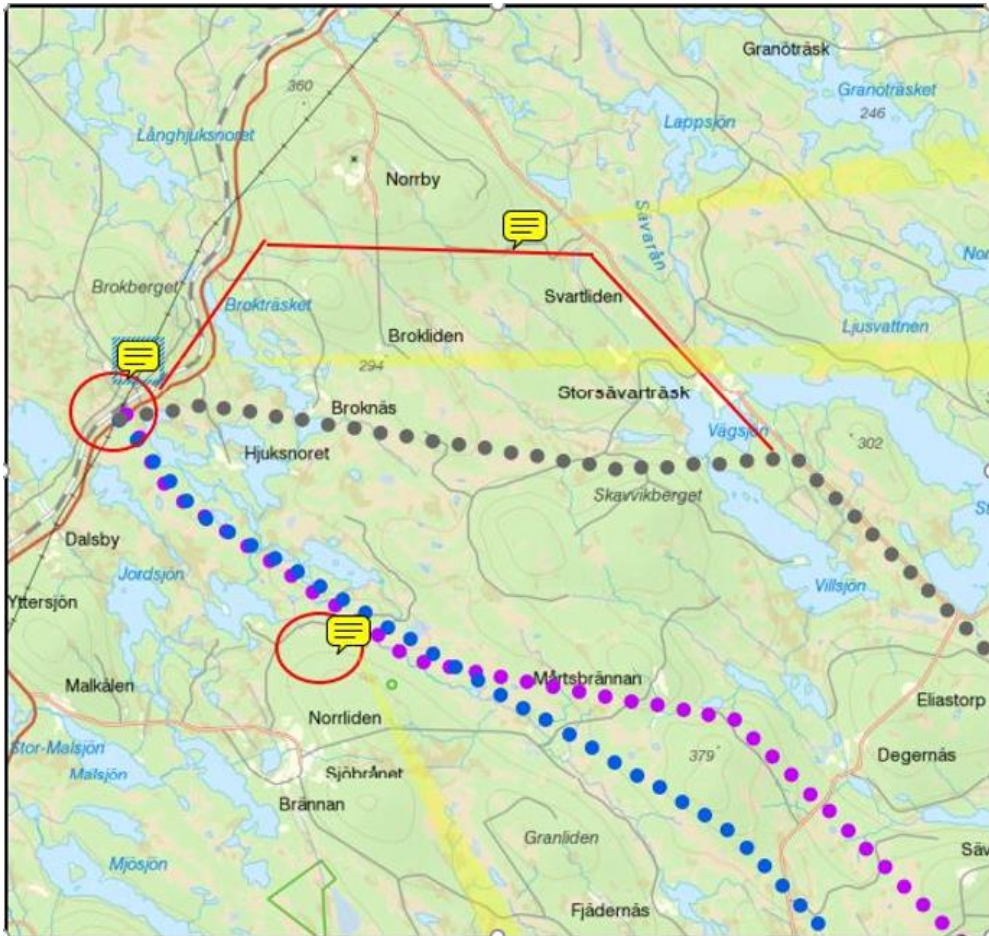 Granöträsk
360
Granöträsket
246
Långhjuksnoret
Lappsjön
Norrby
Sävarån
Brokberget
Svartliden
Brokträsket
Ljusvattnen
Brokliden
294
Storsävarträsk
Broknäs
Vägsjön
302
Hjuksnoret
Skavvikberget
Dalsby
Jordsjön
Villsjön
Yttersjön
Mårtsbrännan
Malkälen
Eliastorp
Norrliden
Stor-Malsjön
379
Degernäs
Malsjön
Sjöbrånet
Brännan
Granliden
Mjösjön
Fjädernäs